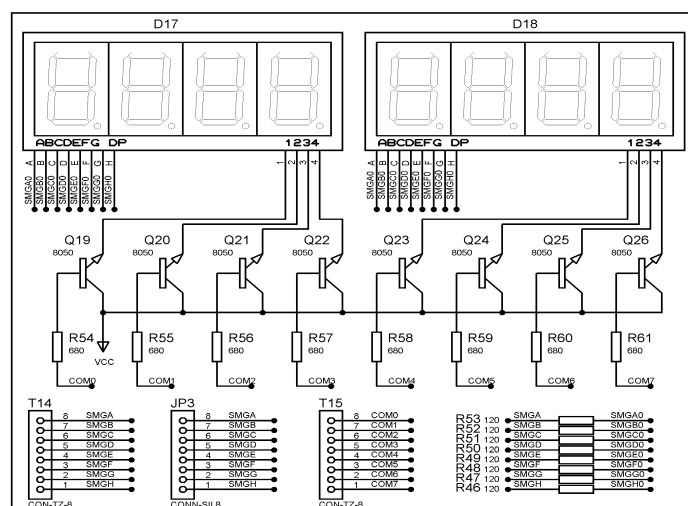 D17 D18
ABCDEFG DP 1234 ABCDEFG DP 1234
A B C D E F G H 1 2 3 4 A B C D E F G H 1 2 3 4
SMGA0 SMGB0 SMGC0 SMGD0 SMGE0 SMGF0 SMGG0 SMGH0 SMGA0 SMGB0 SMGC0 SMGD0 SMGE0 SMGF0 SMGG0 SMGH0
Q19 Q20 Q21 Q22 Q23 Q24 Q25 Q26
8050 8050 8050 8050 8050 8050 8050 8050
R54 R55 R56 R57 R58 R59 R60 R61
680 680 680 680 680 680 680 680
VCC
COM0 COM1 COM2 COM3 COM4 COM5 COM6 COM7
T14 JP3 T15
8 SMGA 8 SMGA 8 COM0 R53 120 SMGA SMGA0
7 SMGB 7 SMGB 7 COM1 R52 120 SMGB SMGB0
6 SMGC 6 SMGC 6 COM2 R51 120 SMGC SMGC0
5 SMGD 5 SMGD 5 COM3 R50 120 SMGD SMGD0
4 SMGE 4 SMGE 4 COM4 R49 120 SMGE SMGE0
3 SMGF 3 SMGF 3 COM5 R48 120 SMGF SMGF0
2 SMGG 2 SMGG 2 COM6 R47 120 SMGG SMGG0
1 SMGH 1 SMGH 1 COM7 R46 120 SMGH SMGH0
CON-TZ-8 CONN-SIL8 CON-TZ-8